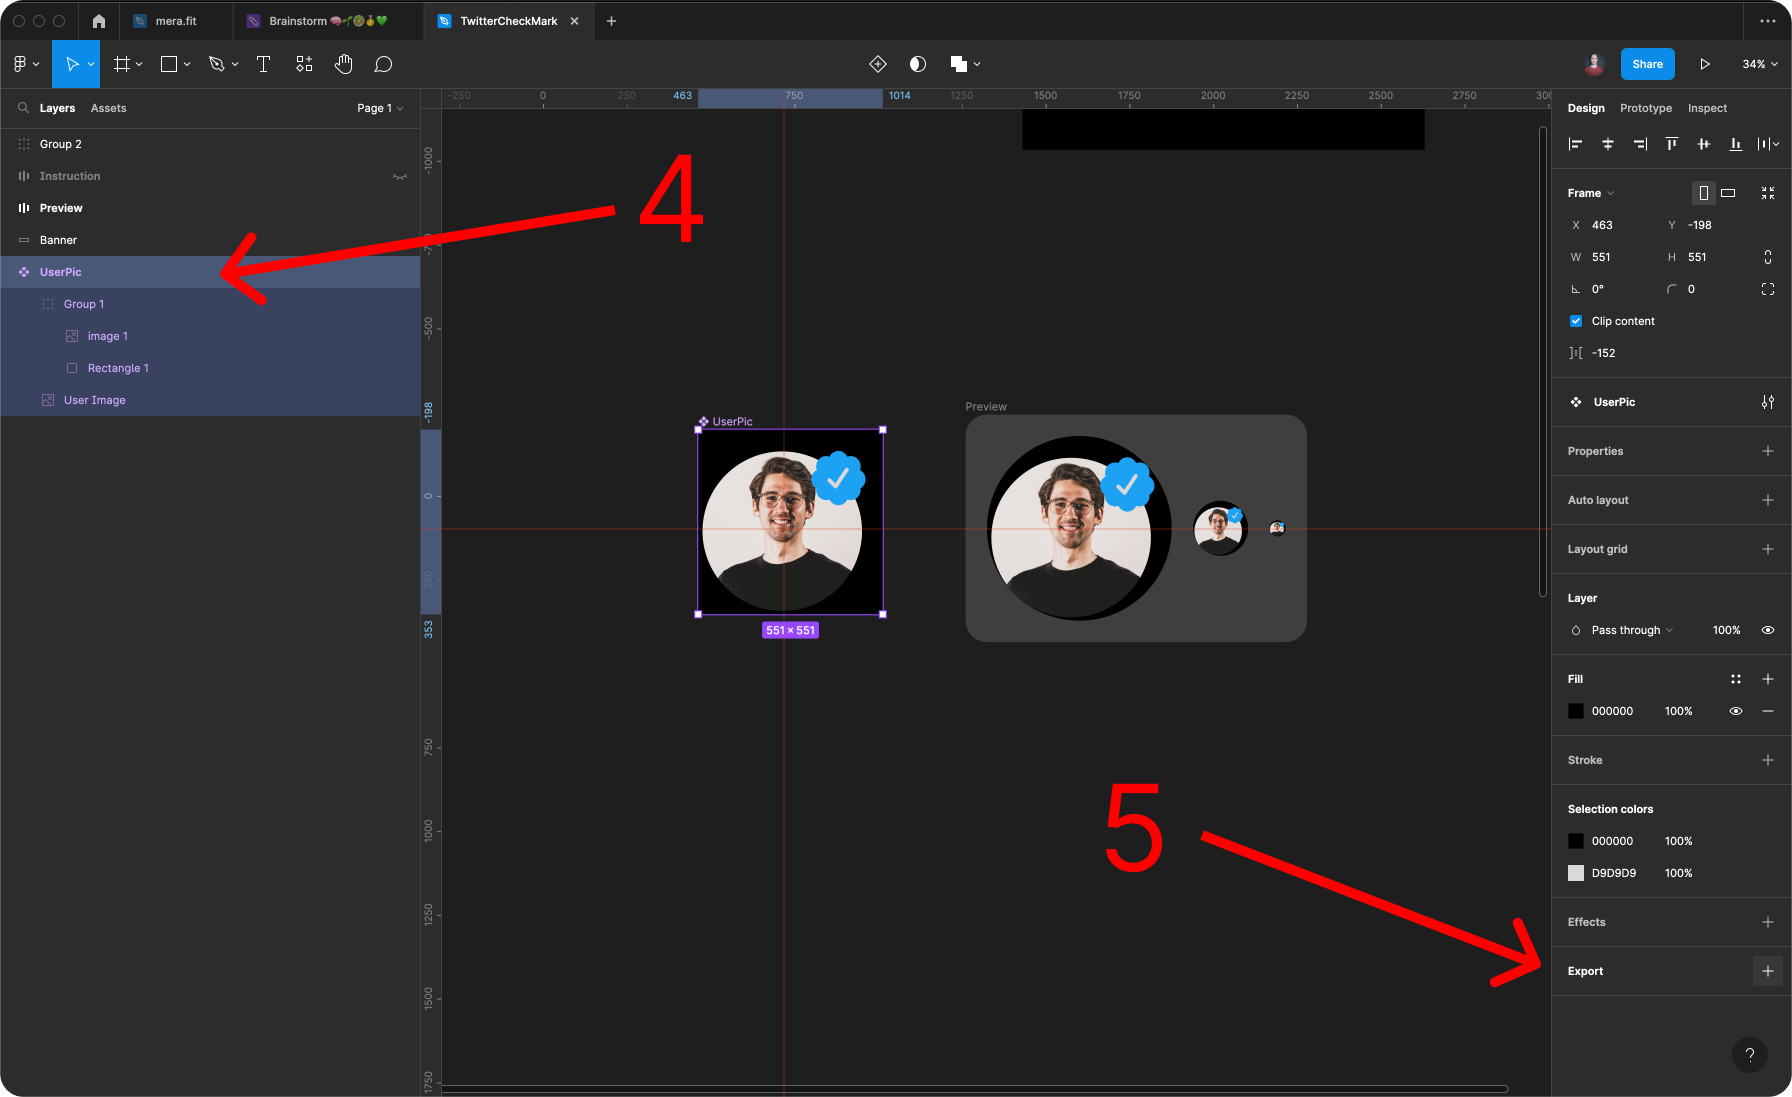 mera.fit
Brainstorm 🧠🌱🥝🏅💚
TwitterCheckMark
Share
34%
Layers
Assets
Page 1
Group 2
Instruction
Preview
Banner
UserPic
Group 1
image 1
Rectangle 1
User Image
-250 0 250 463 750 1014 1250 1500 1750 2000 2250 2500 2750
-1000
-500
-198
0
250
353
750
1000
1250
1500
1750
4
UserPic
551 × 551
Preview
5
Design
Prototype
Inspect
Frame
X 463
Y -198
W 551
H 551
0°
0
Clip content
-152
UserPic
Properties
Auto layout
Layout grid
Layer
Pass through
100%
Fill
000000
100%
Stroke
Selection colors
000000
100%
D9D9D9
100%
Effects
Export
?